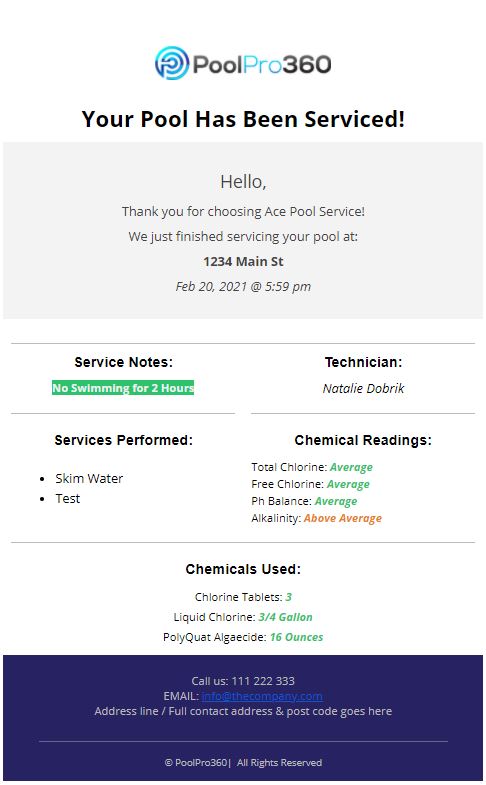 PoolPro360
Your Pool Has Been Serviced!
Hello,
Thank you for choosing Ace Pool Service!
We just finished servicing your pool at:
1234 Main St
Feb 20, 2021 @ 5:59 pm
Service Notes:
No Swimming for 2 Hours
Technician:
Natalie Dobrik
Services Performed:
• Skim Water
• Test
Chemical Readings:
Total Chlorine: Average
Free Chlorine: Average
Ph Balance: Average
Alkalinity: Above Average
Chemicals Used:
Chlorine Tablets: 3
Liquid Chlorine: 3/4 Gallon
PolyQuat Algaecide: 16 Ounces
Call us: 111 222 333
EMAIL: info@thecompany.com
Address line / Full contact address & post code goes here
© PoolPro360| All Rights Reserved